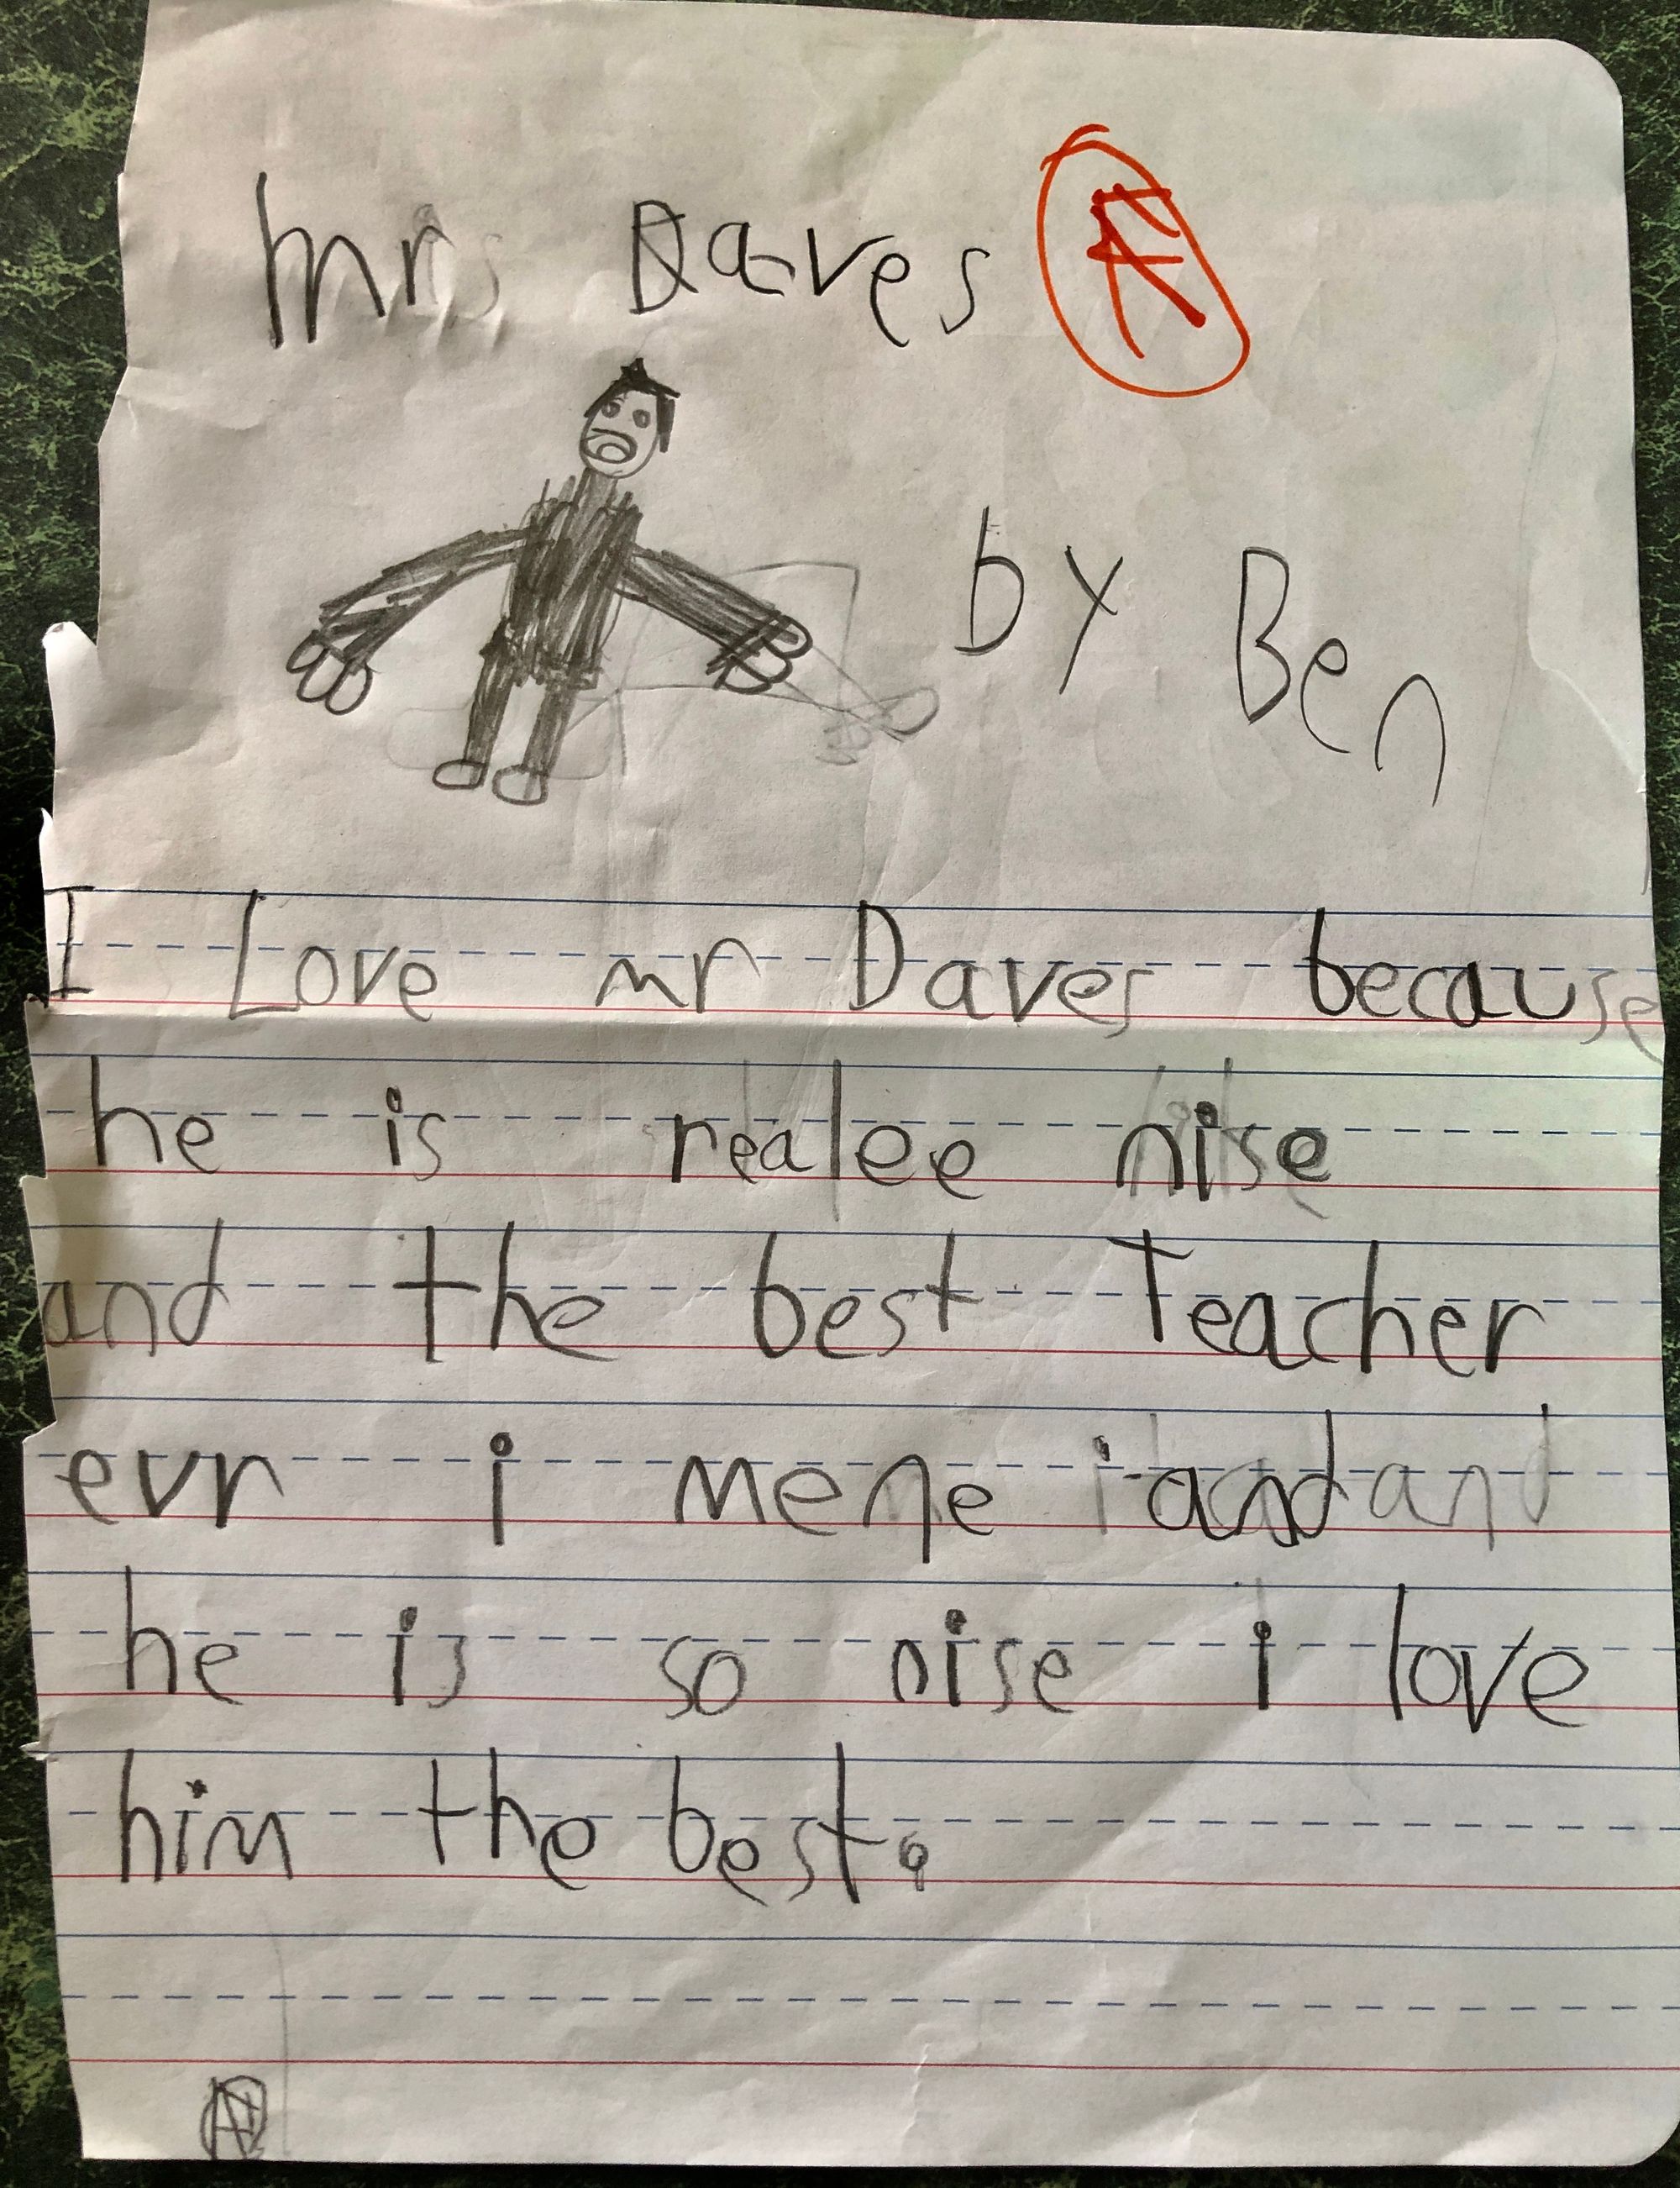 mr Daves
by Ben
I Love mr Daves because
he is realee nise
and the best Teacher
evr i mene i and and
he is so nise i love
him the best.